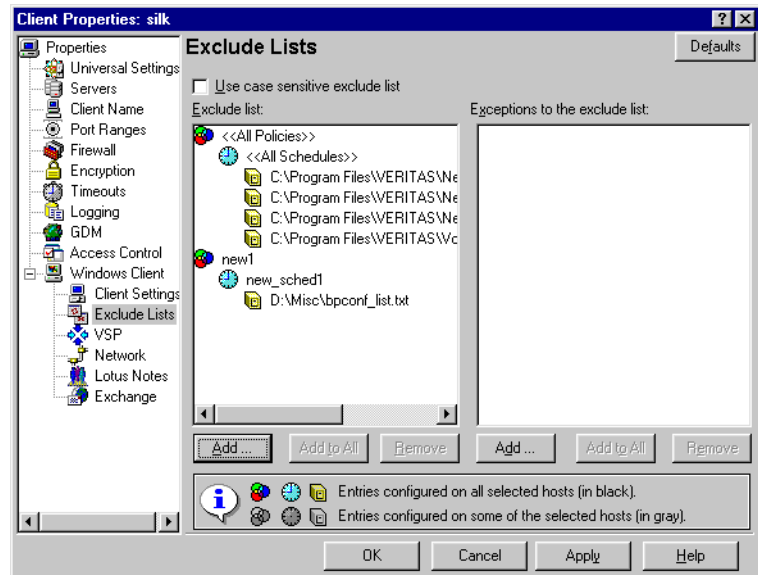 Client Properties: silk
Properties
Universal Settings
Servers
Client Name
Port Ranges
Firewall
Encryption
Timeouts
Logging
GDM
Access Control
Windows Client
Client Settings
Exclude Lists
VSP
Network
Lotus Notes
Exchange
Exclude Lists
Defaults
Use case sensitive exclude list
Exclude list:
<<All Policies>>
<<All Schedules>>
C:\Program Files\VERITAS\Ne
C:\Program Files\VERITAS\Ne
C:\Program Files\VERITAS\Ne
C:\Program Files\VERITAS\Vo
new1
new_sched1
D:\Misc\bpconf_list.txt
Exceptions to the exclude list:
Add ...
Add to All
Remove
Add ...
Add to All
Remove
Entries configured on all selected hosts (in black).
Entries configured on some of the selected hosts (in gray).
OK
Cancel
Apply
Help